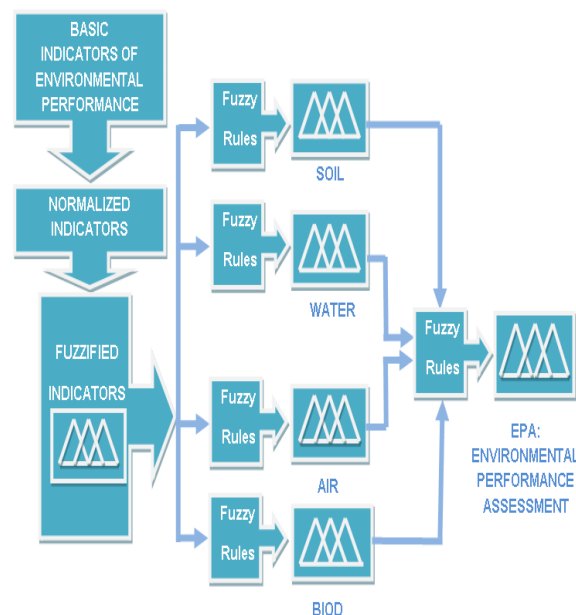 BASIC
INDICATORS OF
ENVIRONMENTAL
PERFORMANCE
NORMALIZED
INDICATORS
FUZZIFIED
INDICATORS
Fuzzy
Rules
SOIL
Fuzzy
Rules
WATER
Fuzzy
Rules
AIR
Fuzzy
Rules
BIOD
Fuzzy
Rules
EPA:
ENVIRONMENTAL
PERFORMANCE
ASSESSMENT